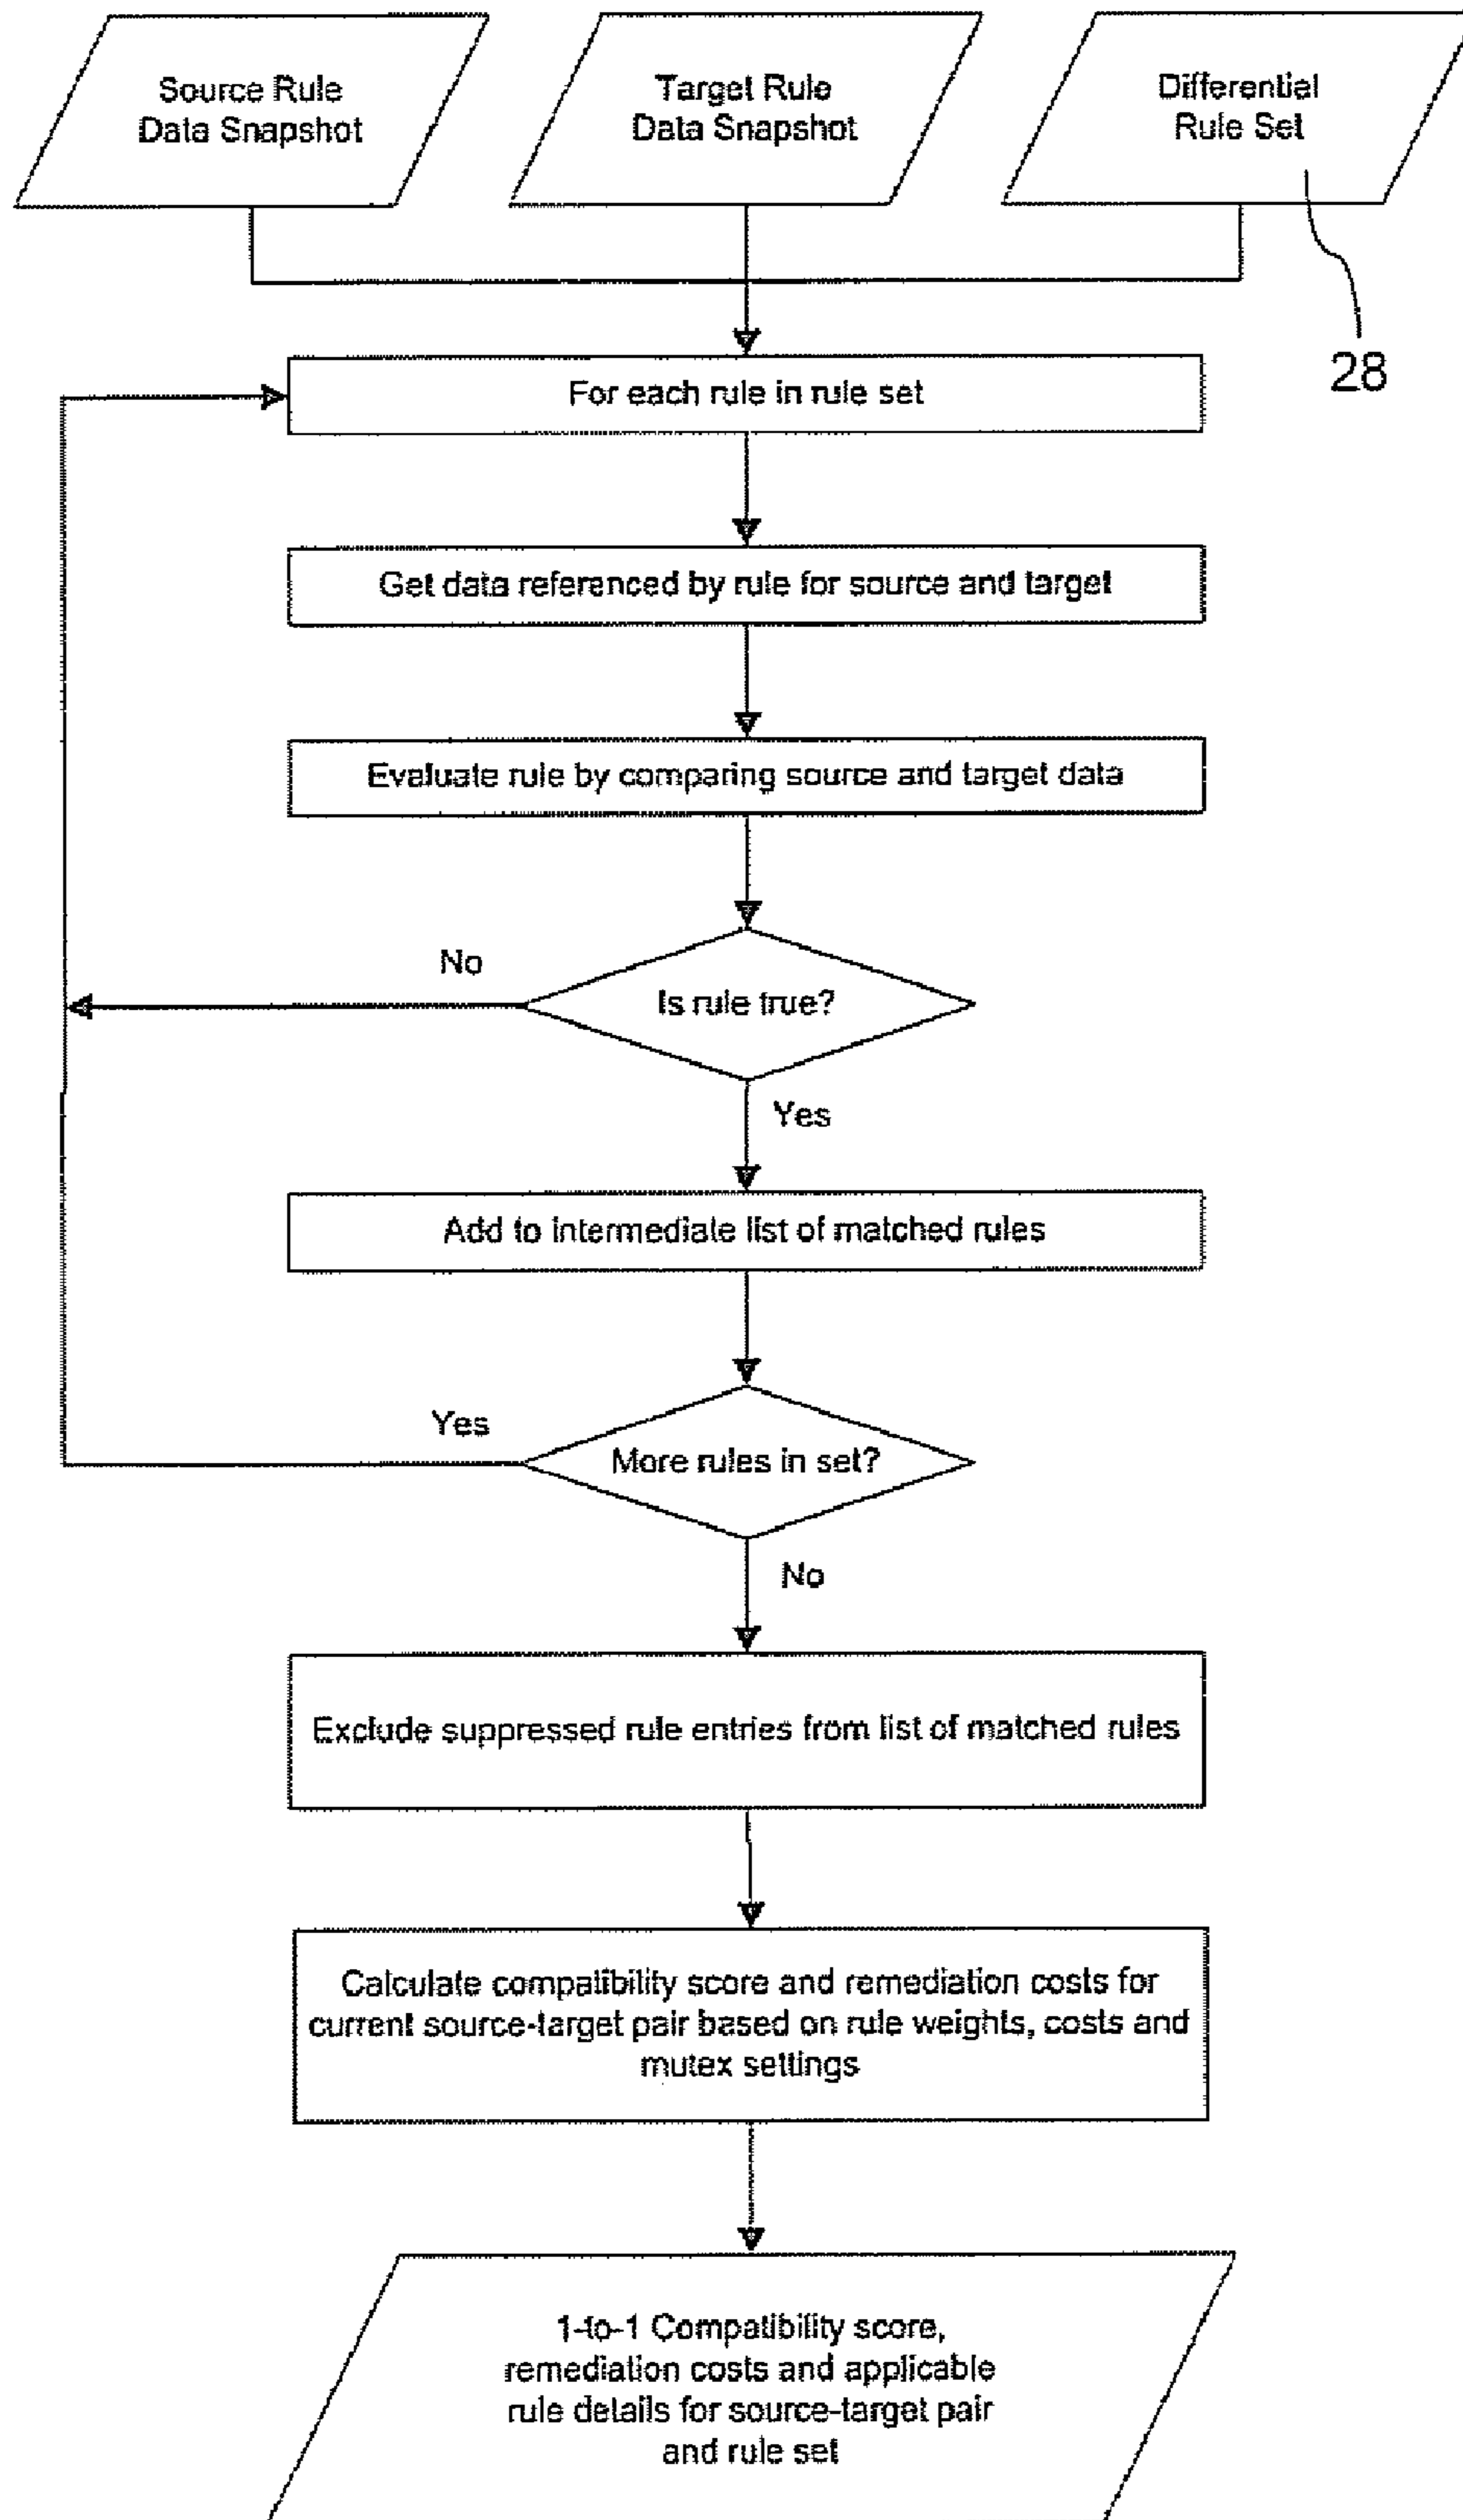 Source Rule
Data Snapshot
Target Rule
Data Snapshot
Differential
Rule Set
28
For each rule in rule set
Get data referenced by rule for source and target
Evaluate rule by comparing source and target data
No
Is rule true?
Yes
Add to intermediate list of matched rules
Yes
More rules in set?
No
Exclude suppressed rule entries from list of matched rules
Calculate compatibility score and remediation costs for
current source-target pair based on rule weights, costs and
mutex settings
1-to-1 Compatibility score,
remediation costs and applicable
rule details for source-target pair
and rule set